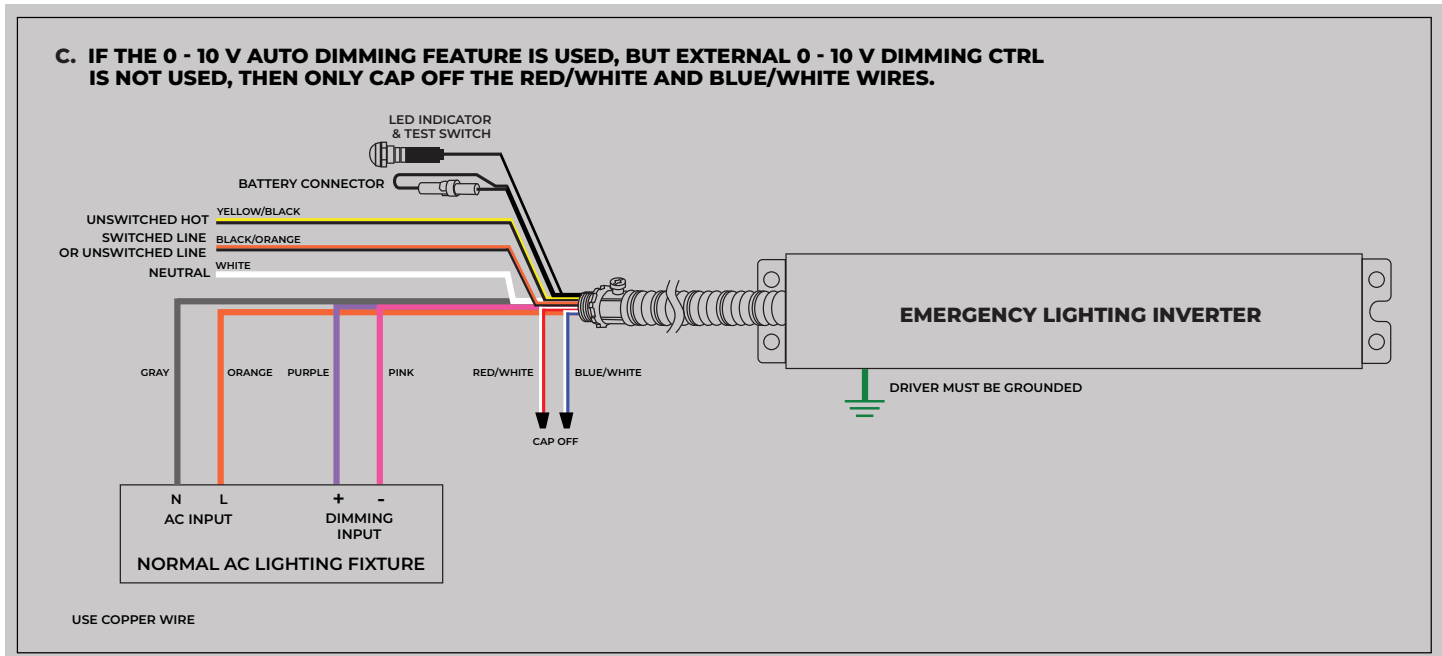 C. IF THE 0 - 10 V AUTO DIMMING FEATURE IS USED, BUT EXTERNAL 0 - 10 V DIMMING CTRL
IS NOT USED, THEN ONLY CAP OFF THE RED/WHITE AND BLUE/WHITE WIRES.
LED INDICATOR
& TEST SWITCH
BATTERY CONNECTOR
UNSWITCHED HOT
YELLOW/BLACK
SWITCHED LINE
OR UNSWITCHED LINE
BLACK/ORANGE
NEUTRAL
WHITE
EMERGENCY LIGHTING INVERTER
GRAY
ORANGE
PURPLE
PINK
RED/WHITE
BLUE/WHITE
DRIVER MUST BE GROUNDED
CAP OFF
N L + -
AC INPUT
DIMMING
INPUT
NORMAL AC LIGHTING FIXTURE
USE COPPER WIRE